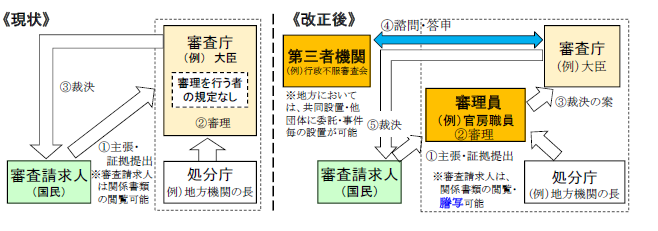 《現状》
審査庁
(例) 大臣
審理を行う者
の規定なし
②審理
③裁決
①主張・
証拠提出
※審査請求人
は関係書類
の閲覧可能
審査請求人
(国民)
処分庁
(例)地方機関の長
《改正後》
④諮問・答申
第三者機関
(例)行政不服審査会
※地方において
は、共同設置・他
団体に委託・事件
毎の設置が可能
審査庁
(例)大臣
審理員
(例)官房職員
②審理
③裁決の案
⑤裁決
①主張・証拠提出
※審査請求人は、
関係書類の閲覧・
謄写可能
審査請求人
(国民)
処分庁
(例)地方機関の長